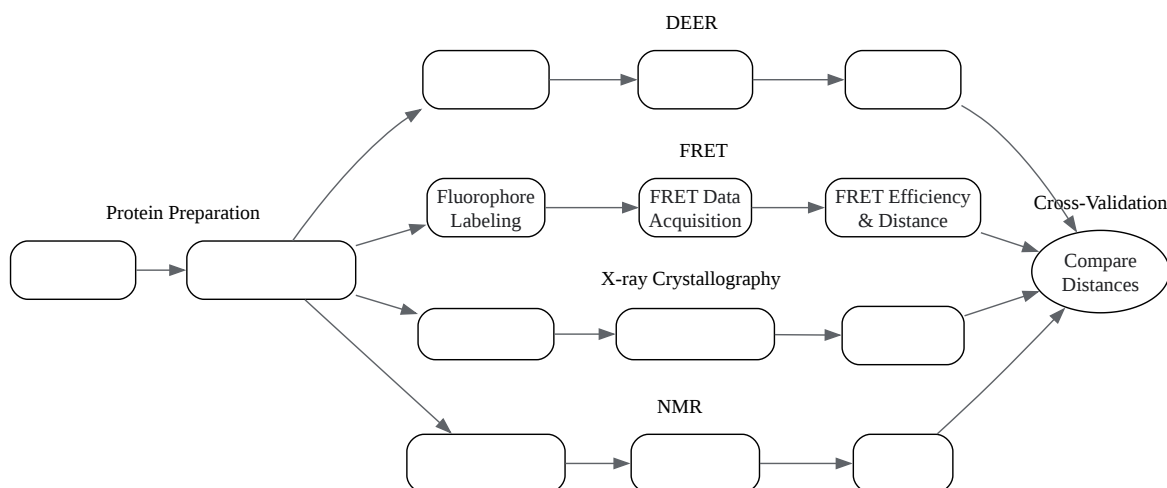 DEER
FRET
Fluorophore
Labeling
FRET Data
Acquisition
FRET Efficiency
& Distance
Protein Preparation
Cross-Validation
Compare
Distances
X-ray Crystallography
NMR